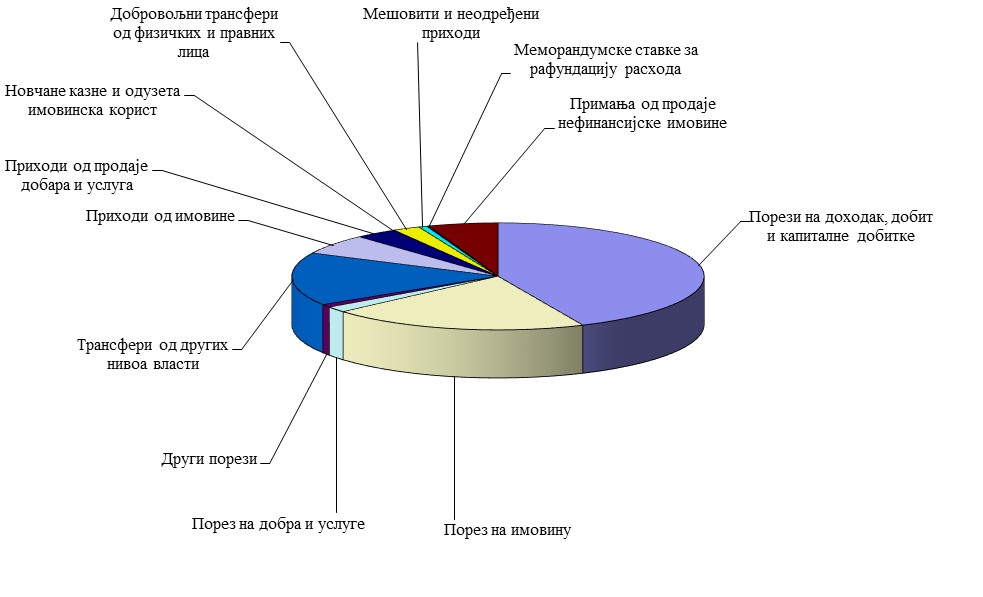 Добровољни трансфери
од физичких и правних
лица
Мешовити и неодређени
приходи
Меморандумске ставке за
рафундацију расхода
Примања од продаје
нефинансијске имовине
Новчане казне и одузета
имовинска корист
Приходи од продаје
добара и услуга
Приходи од имовине
Порези на доходак, добит
и капиталне добитке
Трансфери од других
нивоа власти
Други порези
Порез на добра и услуге
Порез на имовину